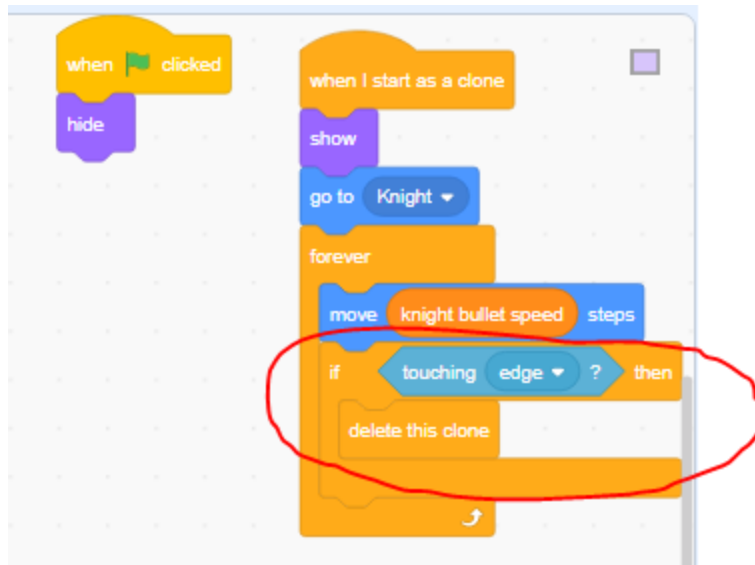 when clicked
hide
when I start as a clone
show
go to Knight
forever
move knight bullet speed steps
if touching edge ? then
delete this clone